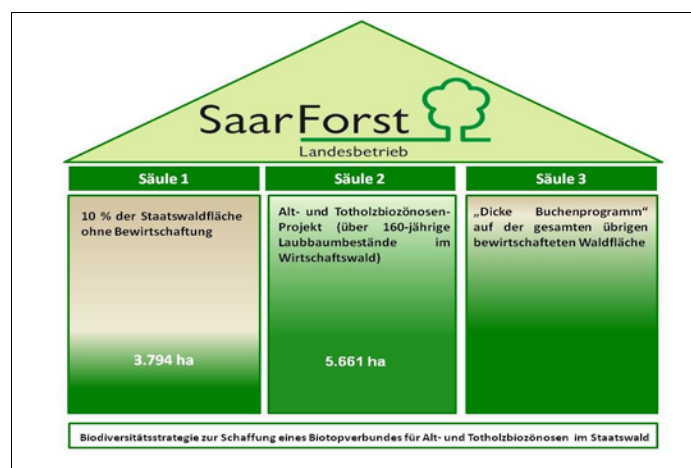 SaarForst
Landesbetrieb
Säule 1
10 % der Staatswaldfläche
ohne Bewirtschaftung
3.794 ha
Säule 2
Alt- und Totholzbiozönosen-
Projekt (über 160-jährige
Laubbaumbestände im
Wirtschaftswald)
5.661 ha
Säule 3
„Dicke Buchenprogramm“
auf der gesamten übrigen
bewirtschafteten Waldfläche
Biodiversitätsstrategie zur Schaffung eines Biotopverbundes für Alt- und Totholzbiozönosen im Staatswald